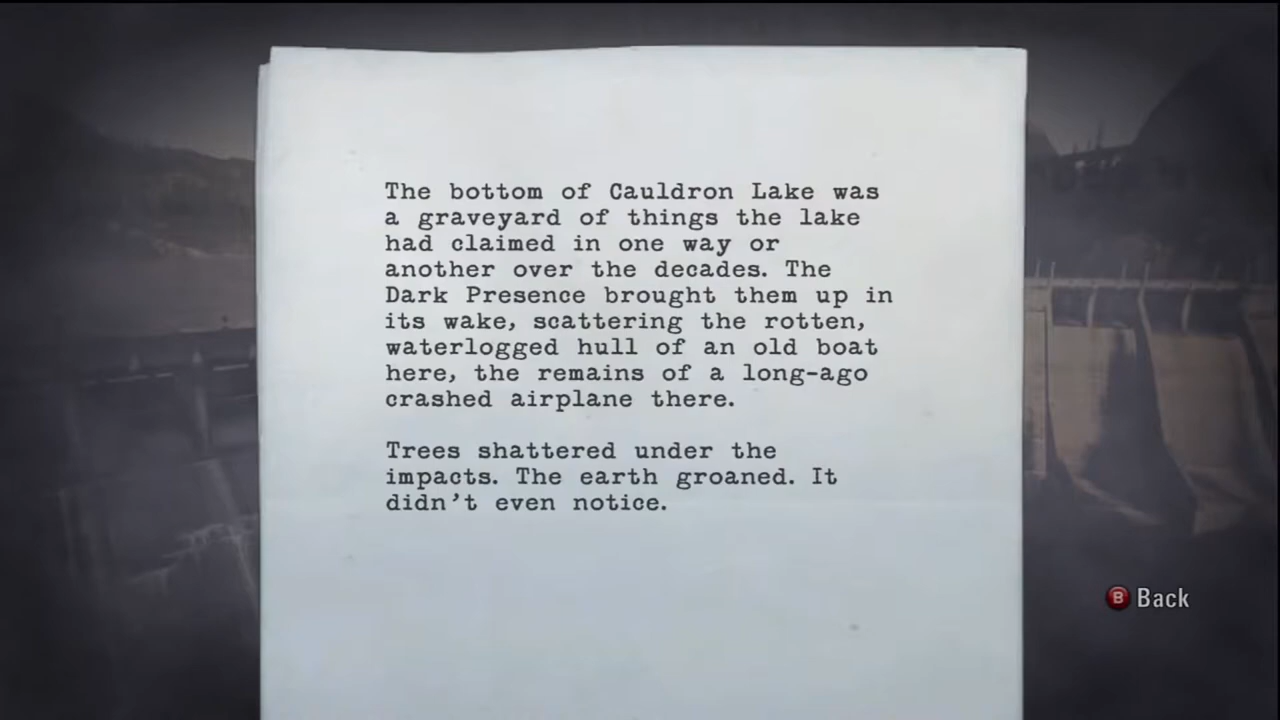 The bottom of Cauldron Lake was
a graveyard of things the lake
had claimed in one way or
another over the decades. The
Dark Presence brought them up in
its wake, scattering the rotten,
waterlogged hull of an old boat
here, the remains of a long-ago
crashed airplane there.
Trees shattered under the
impacts. The earth groaned. It
didn't even notice.
B Back